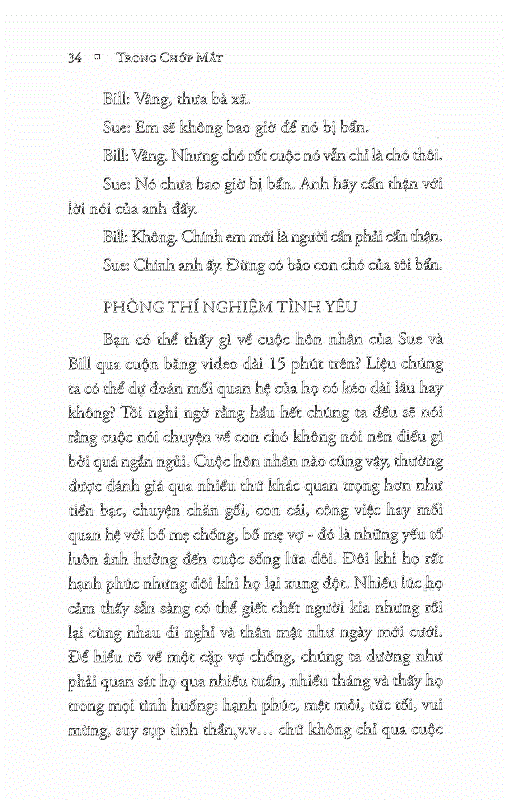 34 ▫ TRONG CHỚP MẮT
Bill: Vâng, thưa bà xã.
Sue: Em sẽ không bao giờ để nó bị bẩn.
Bill: Vâng. Nhưng chó rốt cuộc nó vẫn chỉ là chó thôi.
Sue: Nó chưa bao giờ bị bẩn. Anh hãy cẩn thận với
lời nói của anh đấy.
Bill: Không. Chính em mới là người cần phải cẩn thận.
Sue: Chính anh ấy. Đừng có bảo con chó của tôi bẩn.
PHÒNG THÍ NGHIỆM TÌNH YÊU
Bạn có thể thấy gì về cuộc hôn nhân của Sue và
Bill qua cuộn băng video dài 15 phút trên? Liệu chúng
ta có thể dự đoán mối quan hệ của họ có kéo dài lâu hay
không? Tôi nghi ngờ rằng hầu hết chúng ta đều sẽ nói
rằng cuộc nói chuyện về con chó không nói nên điều gì
bởi quá ngắn ngủi. Cuộc hôn nhân nào cũng vậy, thường
được đánh giá qua nhiều thứ khác quan trọng hơn như
tiền bạc, chuyện chăn gối, con cái, công việc hay mối
quan hệ với bố mẹ chồng, bố mẹ vợ - đó là những yếu tố
luôn ảnh hưởng đến cuộc sống lứa đôi. Đôi khi họ rất
hạnh phúc nhưng đôi khi họ lại xung đột. Nhiều lúc họ
cảm thấy sẵn sàng có thể giết chết người kia nhưng rồi
lại cùng nhau đi nghỉ và thân mật như ngày mới cưới.
Để hiểu rõ về một cặp vợ chồng, chúng ta dường như
phải quan sát họ qua nhiều tuần, nhiều tháng và thấy họ
trong mọi tình huống: hạnh phúc, mệt mỏi, tức tối, vui
mừng, suy sụp tinh thần,v.v… chứ không chỉ qua cuộc